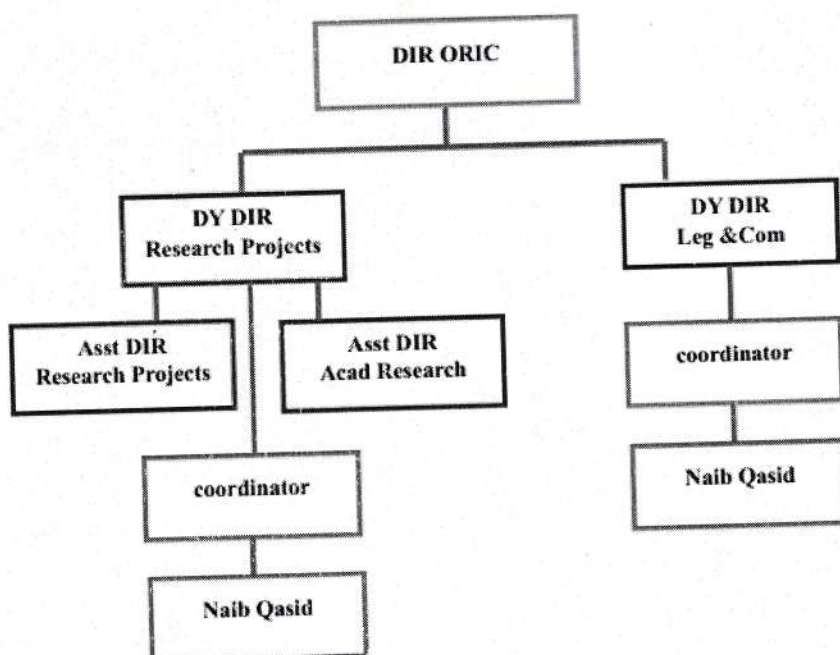 DIR ORIC
DY DIR
Research Projects
DY DIR
Leg &Com
Asst DIR
Research Projects
Asst DIR
Acad Research
coordinator
coordinator
Naib Qasid
Naib Qasid